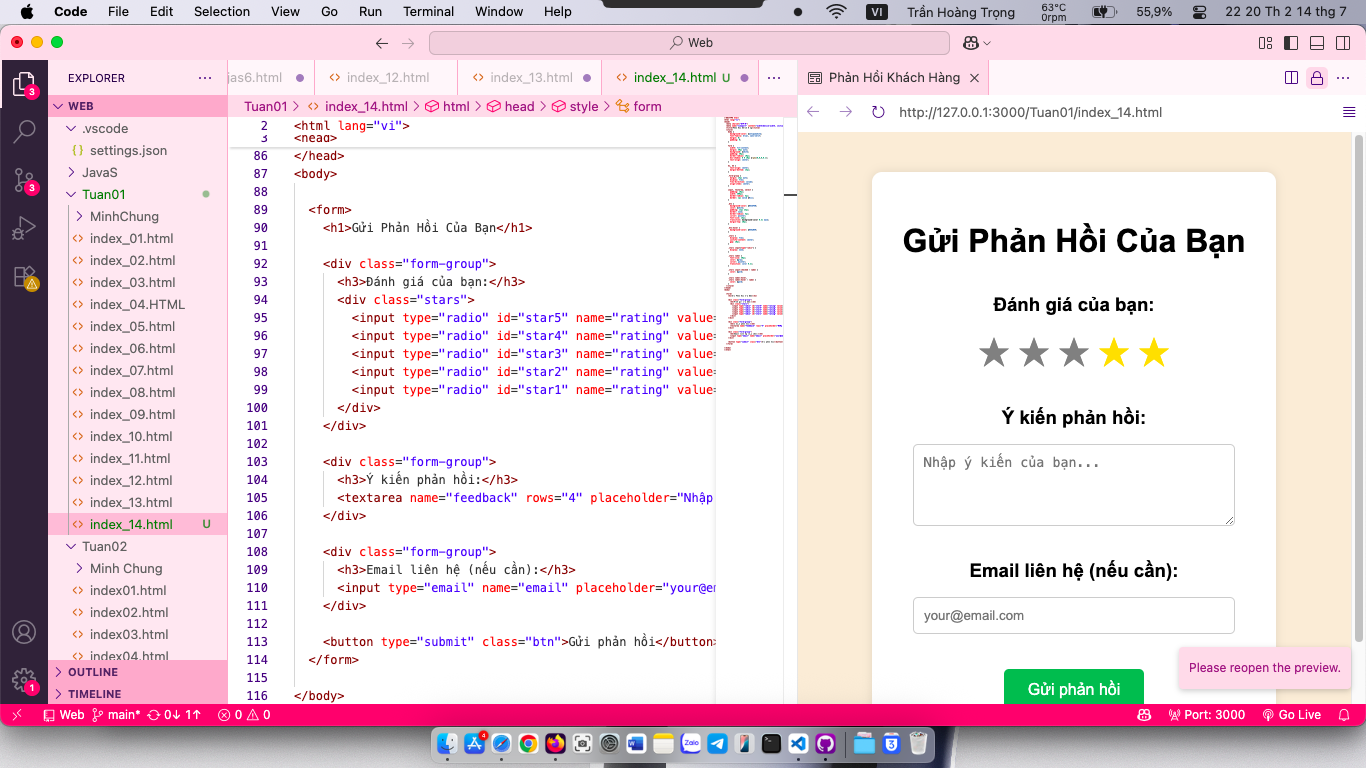 Code File Edit Selection View Go Run Terminal Window Help
VI Trần Hoàng Trọng 63°C 0rpm 55,9% 22 20 Th 2 14 thg 7
Web
EXPLORER
jas6.html index_12.html index_13.html index_14.html U
Phản Hồi Khách Hàng
WEB
.vscode
settings.json
JavaS
Tuan01
MinhChung
index_01.html
index_02.html
index_03.html
index_04.HTML
index_05.html
index_06.html
index_07.html
index_08.html
index_09.html
index_10.html
index_11.html
index_12.html
index_13.html
index_14.html U
Tuan02
Minh Chung
index01.html
index02.html
index03.html
index04.html
OUTLINE
TIMELINE
Tuan01 > index_14.html > html > head > style > form
2 <html lang="vi">
3 <head>
86 </head>
87 <body>
88
89 <form>
90 <h1>Gửi Phản Hồi Của Bạn</h1>
91
92 <div class="form-group">
93 <h3>Đánh giá của bạn:</h3>
94 <div class="stars">
95 <input type="radio" id="star5" name="rating" value=
96 <input type="radio" id="star4" name="rating" value=
97 <input type="radio" id="star3" name="rating" value=
98 <input type="radio" id="star2" name="rating" value=
99 <input type="radio" id="star1" name="rating" value=
100 </div>
101 </div>
102
103 <div class="form-group">
104 <h3>Ý kiến phản hồi:</h3>
105 <textarea name="feedback" rows="4" placeholder="Nhập
106 </div>
107
108 <div class="form-group">
109 <h3>Email liên hệ (nếu cần):</h3>
110 <input type="email" name="email" placeholder="your@em
111 </div>
112
113 <button type="submit" class="btn">Gửi phản hồi</button>
114 </form>
115
116 </body>
http://127.0.0.1:3000/Tuan01/index_14.html
Gửi Phản Hồi Của Bạn
Đánh giá của bạn:
Ý kiến phản hồi:
Nhập ý kiến của bạn...
Email liên hệ (nếu cần):
your@email.com
Gửi phản hồi
Please reopen the preview.
3
3
1
Web main* 0↓ 1↑ 0 0
Port: 3000 Go Live
4
Zalo